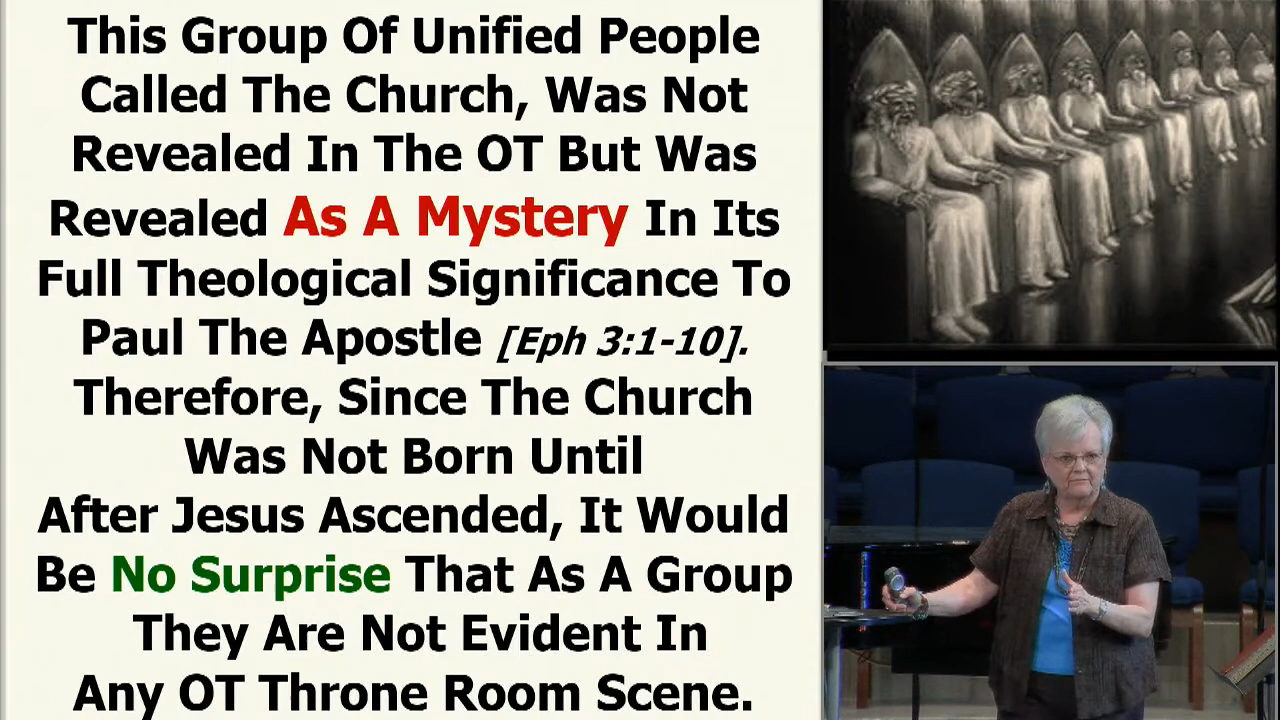 This Group Of Unified People
Called The Church, Was Not
Revealed In The OT But Was
Revealed As A Mystery In Its
Full Theological Significance To
Paul The Apostle [Eph 3:1-10].
Therefore, Since The Church
Was Not Born Until
After Jesus Ascended, It Would
Be No Surprise That As A Group
They Are Not Evident In
Any OT Throne Room Scene.